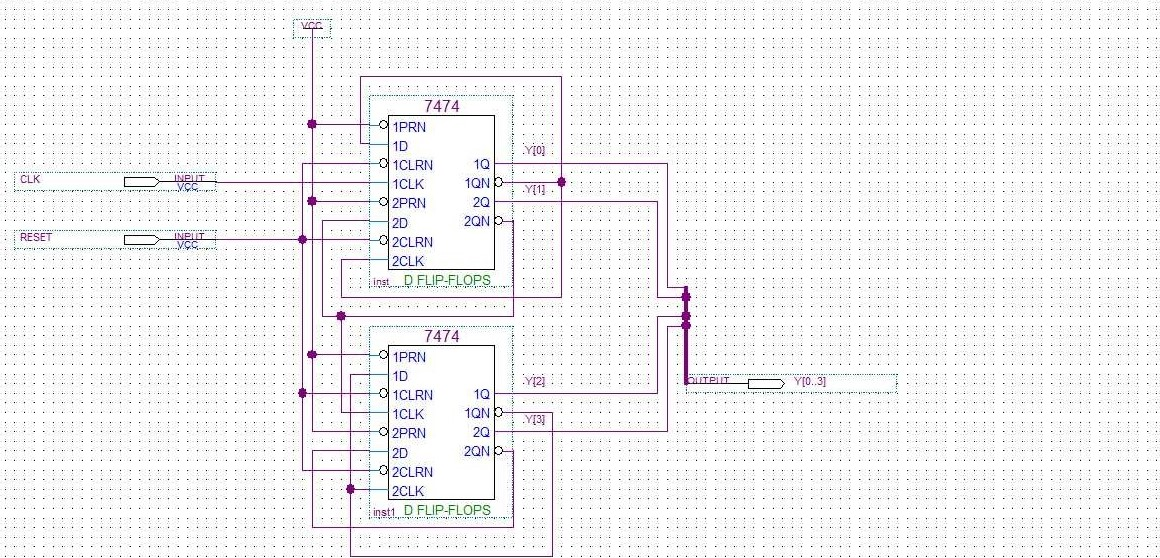 VCC
7474
1PRN
1D
1CLRN
1CLK
2PRN
2D
2CLRN
2CLK
1Q
1QN
2Q
2QN
Y[0]
Y[1]
inst D FLIP-FLOPS
CLK INPUT
VCC
RESET INPUT
VCC
7474
1PRN
1D
1CLRN
1CLK
2PRN
2D
2CLRN
2CLK
1Q
1QN
2Q
2QN
Y[2]
Y[3]
inst1 D FLIP-FLOPS
OUTPUT Y[0..3]